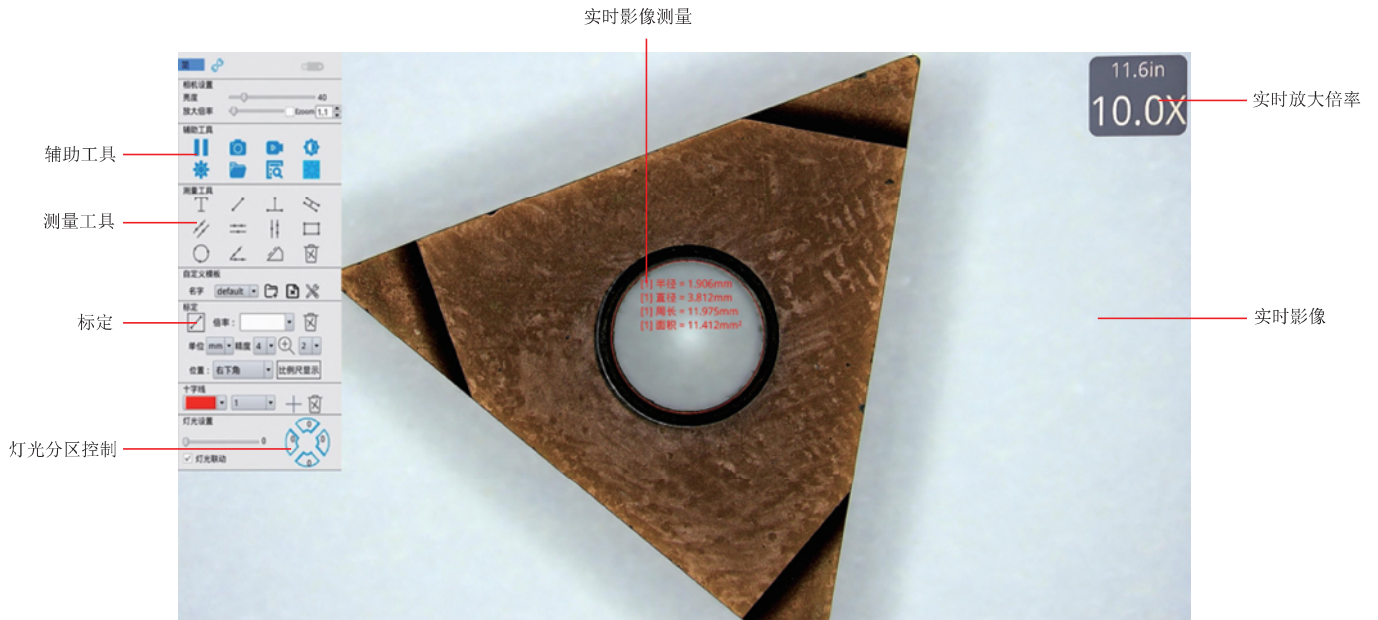 实时影像测量
11.6in
10.0X
实时放大倍率
辅助工具
测量工具
标定
灯光分区控制
实时影像
相机设置
亮度 40
放大倍率 Zoom 1.1
辅助工具
测量工具
自定义模板
名字 default
标定
倍率:
单位 mm 精度 4 2
位置: 右下角 比例尺显示
十字线
1
灯光设置
0 0 0 0 0
灯光联动
[1] 半径 = 1.906mm
[1] 直径 = 3.812mm
[1] 周长 = 11.975mm
[1] 面积 = 11.412mm²